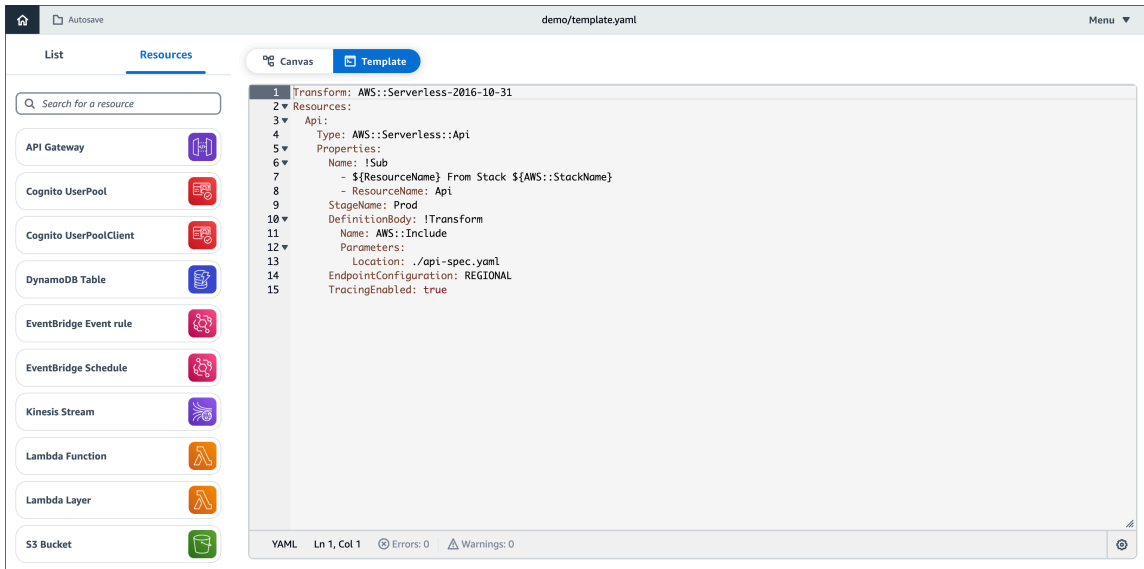 Autosave
demo/template.yaml
Menu
List
Resources
Search for a resource
API Gateway
Cognito UserPool
Cognito UserPoolClient
DynamoDB Table
EventBridge Event rule
EventBridge Schedule
Kinesis Stream
Lambda Function
Lambda Layer
S3 Bucket
Canvas
Template
1 Transform: AWS::Serverless-2016-10-31
2 Resources:
3 Api:
4 Type: AWS::Serverless::Api
5 Properties:
6 Name: !Sub
7 - ${ResourceName} From Stack ${AWS::StackName}
8 - ResourceName: Api
9 StageName: Prod
10 DefinitionBody: !Transform
11 Name: AWS::Include
12 Parameters:
13 Location: ./api-spec.yaml
14 EndpointConfiguration: REGIONAL
15 TracingEnabled: true
YAML Ln 1, Col 1 Errors: 0 Warnings: 0